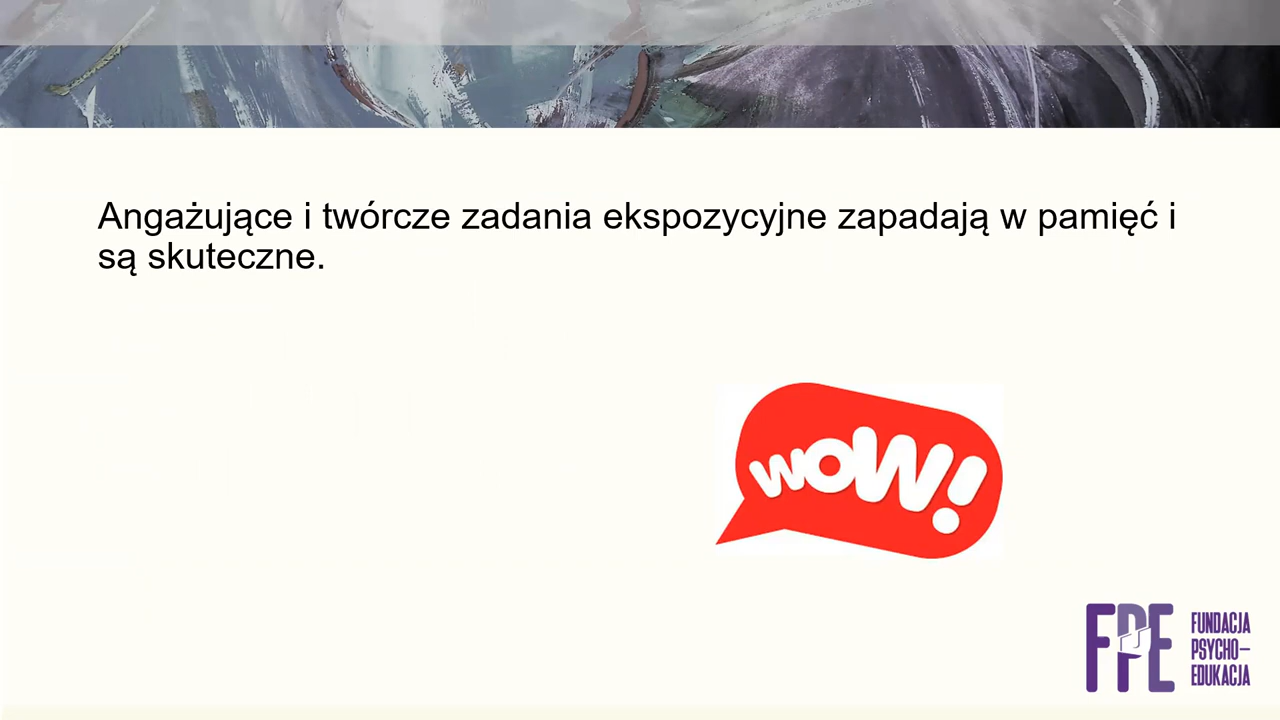 Angażujące i twórcze zadania ekspozycyjne zapadają w pamięć i
są skuteczne.
WOW!
FPE
FUNDACJA
PSYCHO—
EDUKACJA